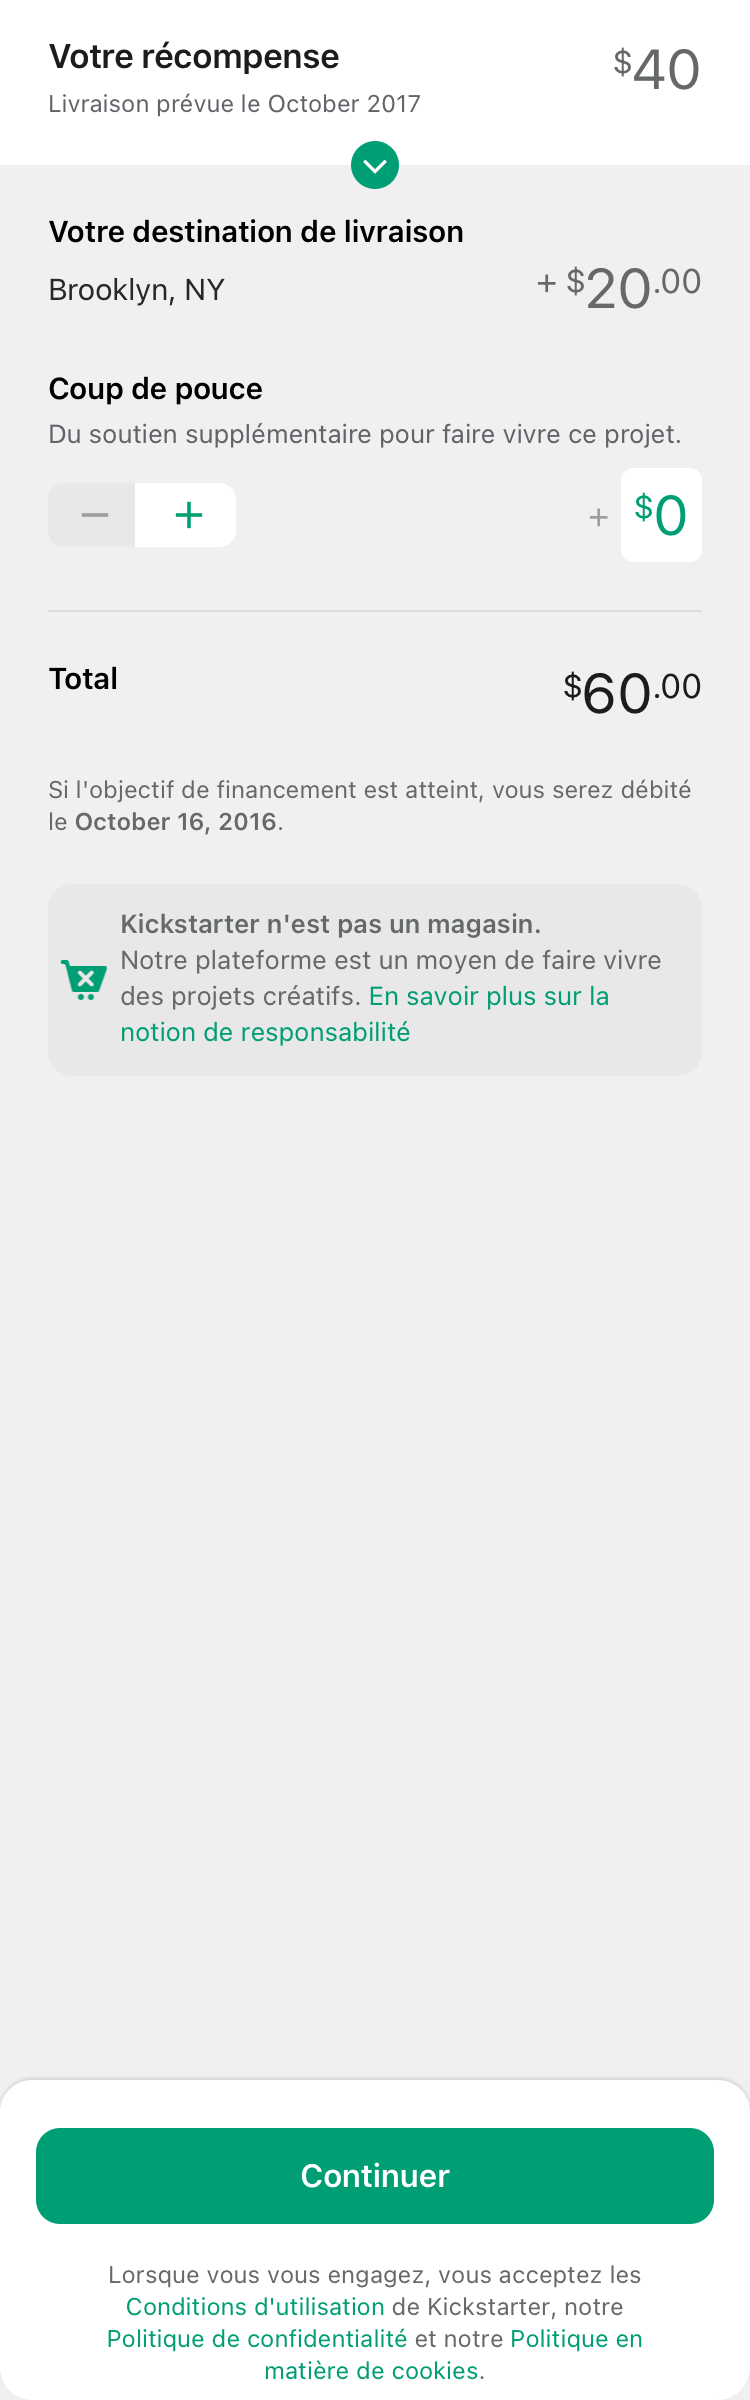 Votre récompense
$40
Livraison prévue le October 2017
Votre destination de livraison
Brooklyn, NY
+ $20.00
Coup de pouce
Du soutien supplémentaire pour faire vivre ce projet.
− +
+ $0
Total
$60.00
Si l'objectif de financement est atteint, vous serez débité
le October 16, 2016.
Kickstarter n'est pas un magasin.
Notre plateforme est un moyen de faire vivre
des projets créatifs. En savoir plus sur la
notion de responsabilité
Continuer
Lorsque vous vous engagez, vous acceptez les
Conditions d'utilisation de Kickstarter, notre
Politique de confidentialité et notre Politique en
matière de cookies.